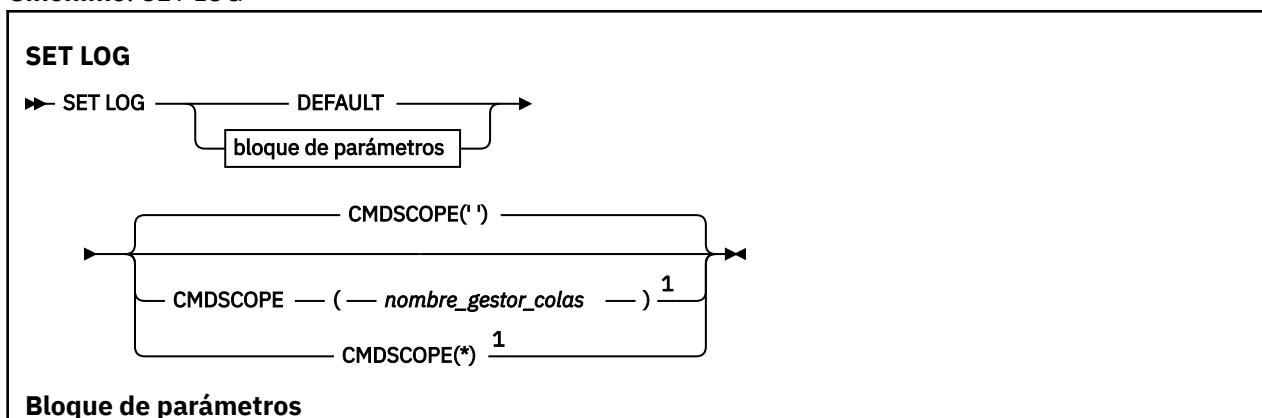 SET LOG
SET LOG DEFAULT
bloque de parámetros
CMDSCOPE(' ')
CMDSCOPE ( nombre_gestor_colas ) 1
CMDSCOPE(*) 1
Bloque de parámetros